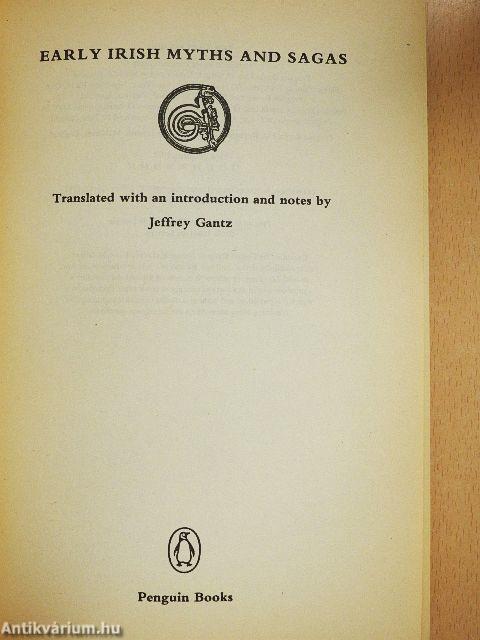 EARLY IRISH MYTHS AND SAGAS
Translated with an introduction and notes by
Jeffrey Gantz
Penguin Books
Antikvárium.hu